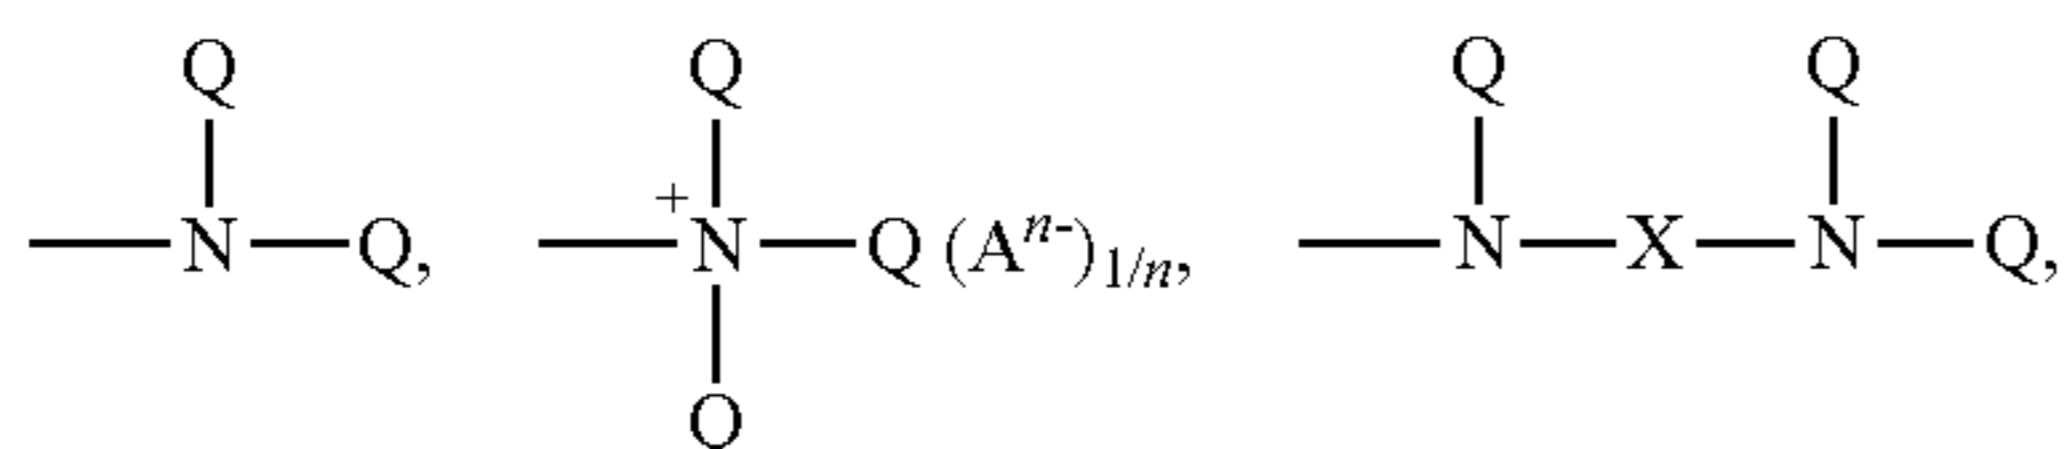 Q Q Q Q
N—Q, +N—Q (Aⁿ⁻)1/n, N—X—N—Q,
O